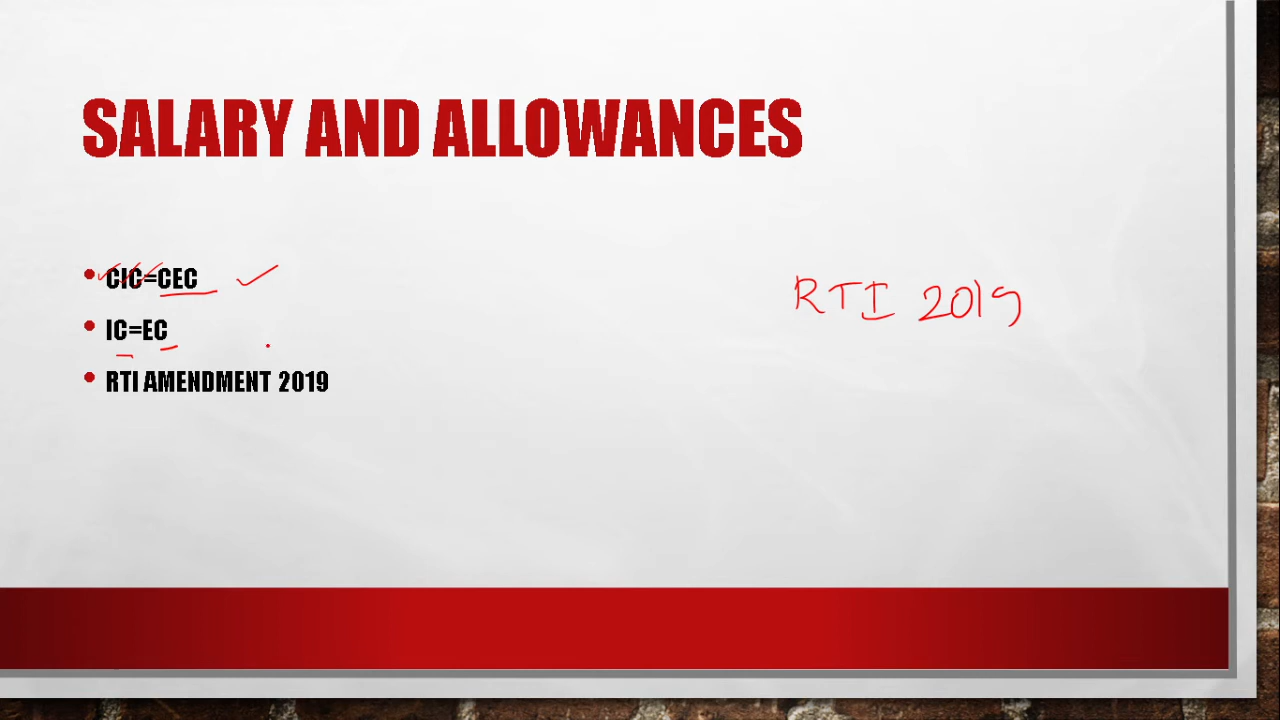 SALARY AND ALLOWANCES
• CIC=CEC
• IC=EC
• RTI AMENDMENT 2019
RTI 2019